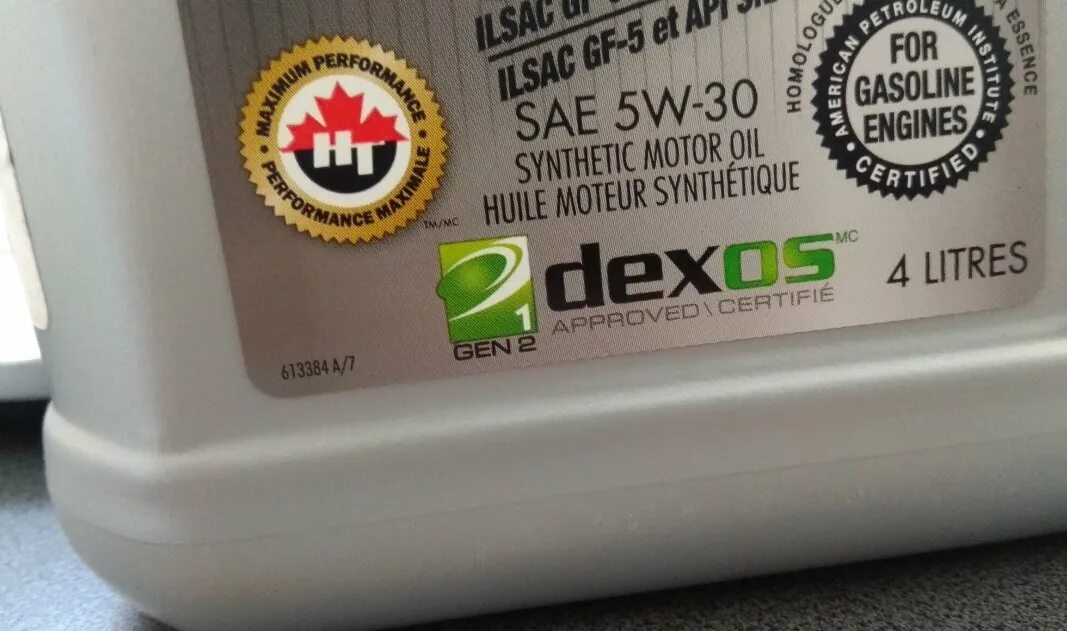 ILSAC GF-
ILSAC GF-5 et API
SAE 5W-30
SYNTHETIC MOTOR OIL
HUILE MOTEUR SYNTHÉTIQUE
MAXIMUM PERFORMANCE
HT
PERFORMANCE MAXIMALE
TM/MC
HOMOLOGUÉ
ESSENCE
AMERICAN PETROLEUM INSTITUTE
FOR
GASOLINE
ENGINES
CERTIFIED
1
GEN 2
dexos MC
APPROVED\CERTIFIÉ
4 LITRES
613384 A/7